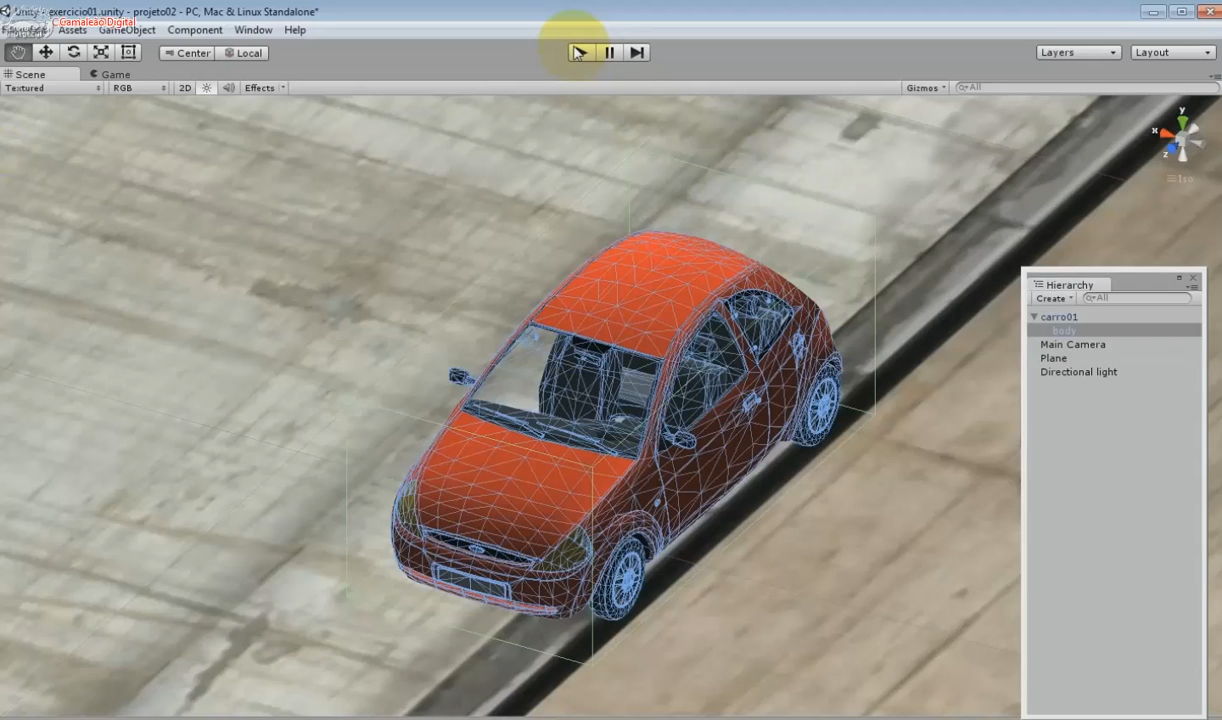 Unity - exercicio01.unity - projeto02 - PC, Mac & Linux Standalone*
Camaleão Digital
Assets GameObject Component Window Help
Center Local Layers Layout
Scene Game
Textured RGB 2D Effects Gizmos All
y
x
z
Iso
Hierarchy
Create All
carro01
body
Main Camera
Plane
Directional light